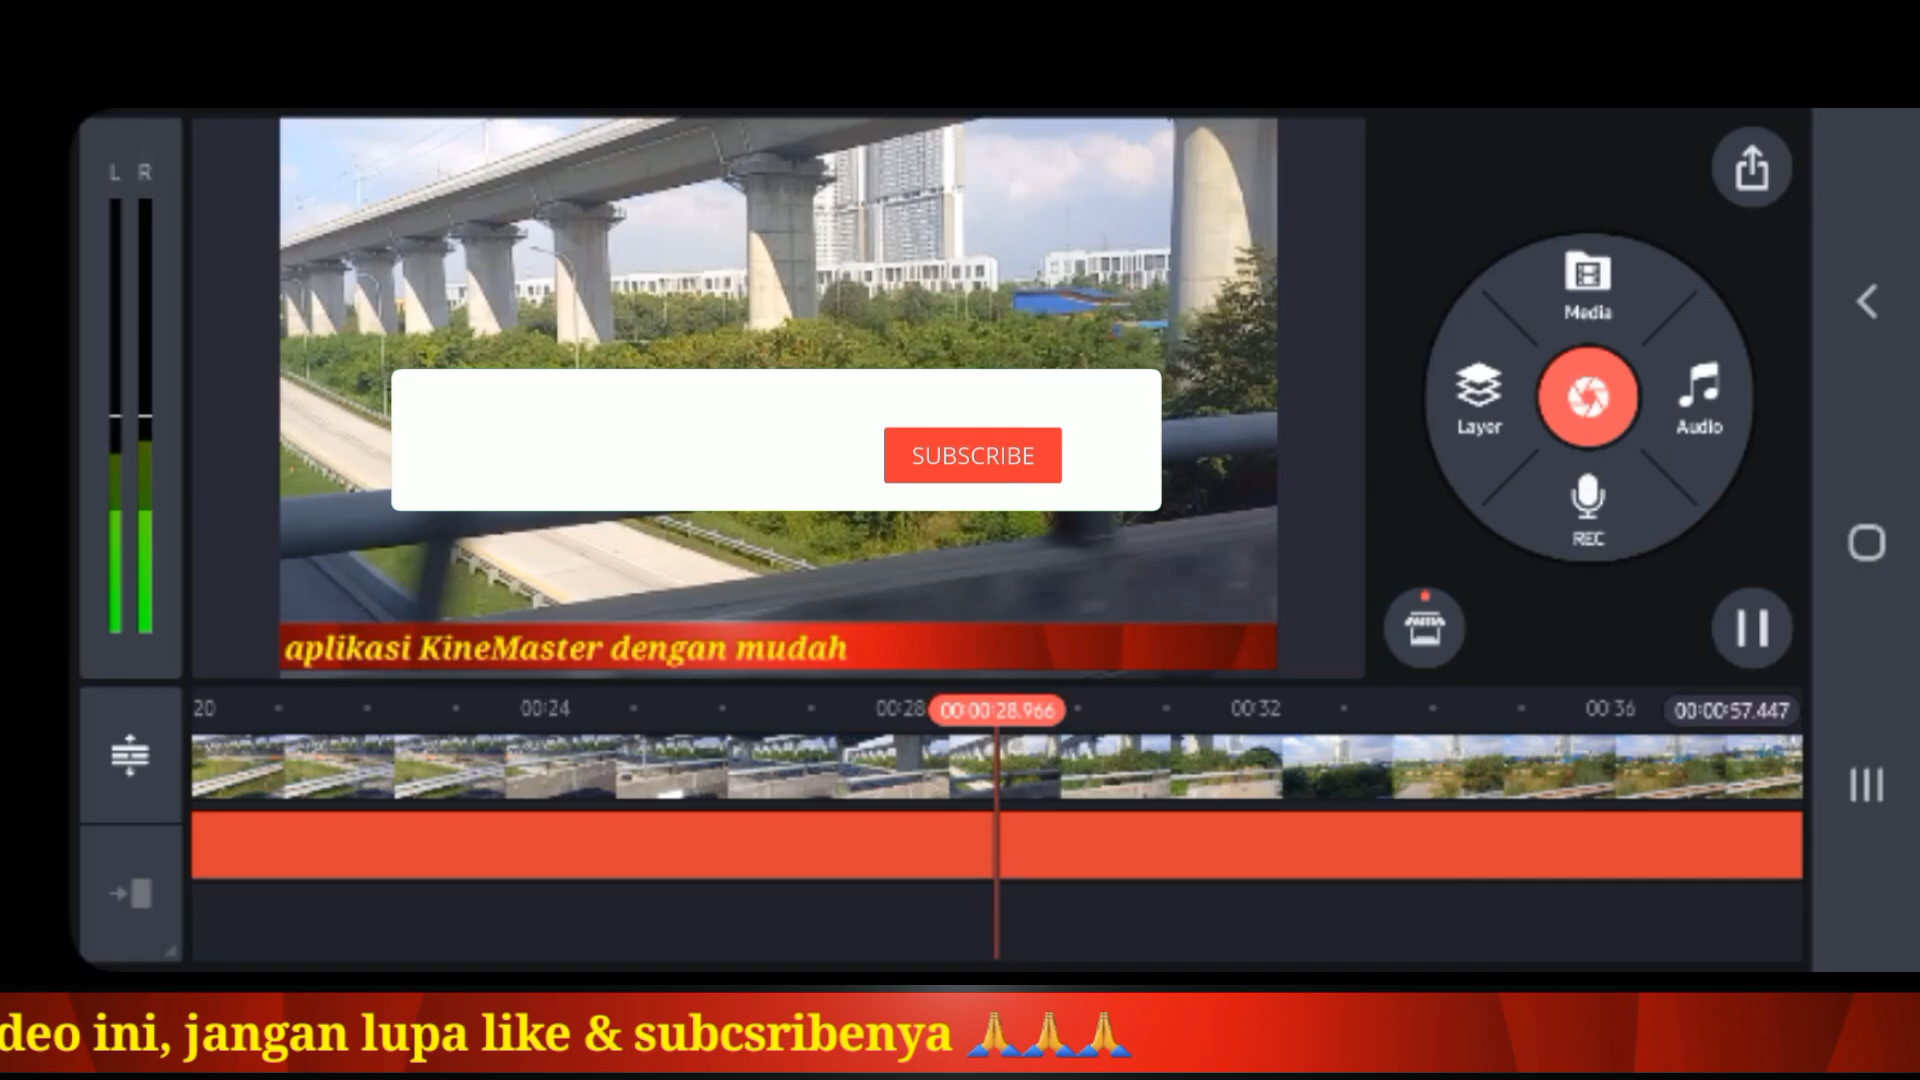 L R
Media
Layer
Audio
REC
SUBSCRIBE
aplikasi KineMaster dengan mudah
20 00:24 00:28 00:00:28.966 00:32 00:36 00:00:57.447
deo ini, jangan lupa like & subcsribenya 🙏🙏🙏